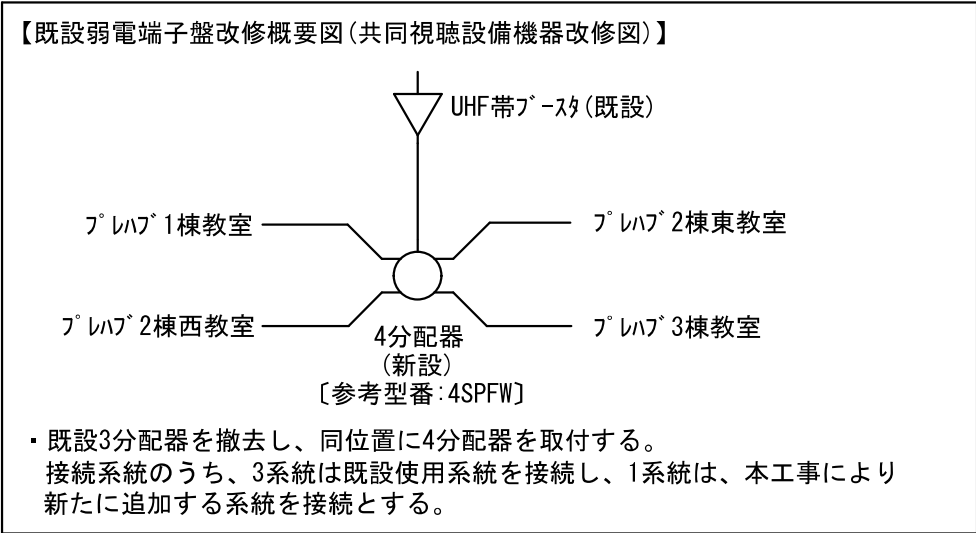 【既設弱電端子盤改修概要図(共同視聴設備機器改修図)】
UHF帯ﾌﾞｰｽﾀ(既設)
ﾌﾟﾚﾊﾌﾞ1棟教室
ﾌﾟﾚﾊﾌﾞ2棟東教室
ﾌﾟﾚﾊﾌﾞ2棟西教室
ﾌﾟﾚﾊﾌﾞ3棟教室
4分配器
(新設)
〔参考型番:4SPFW〕
・既設3分配器を撤去し、同位置に4分配器を取付する。
接続系統のうち、3系統は既設使用系統を接続し、1系統は、本工事により
新たに追加する系統を接続とする。